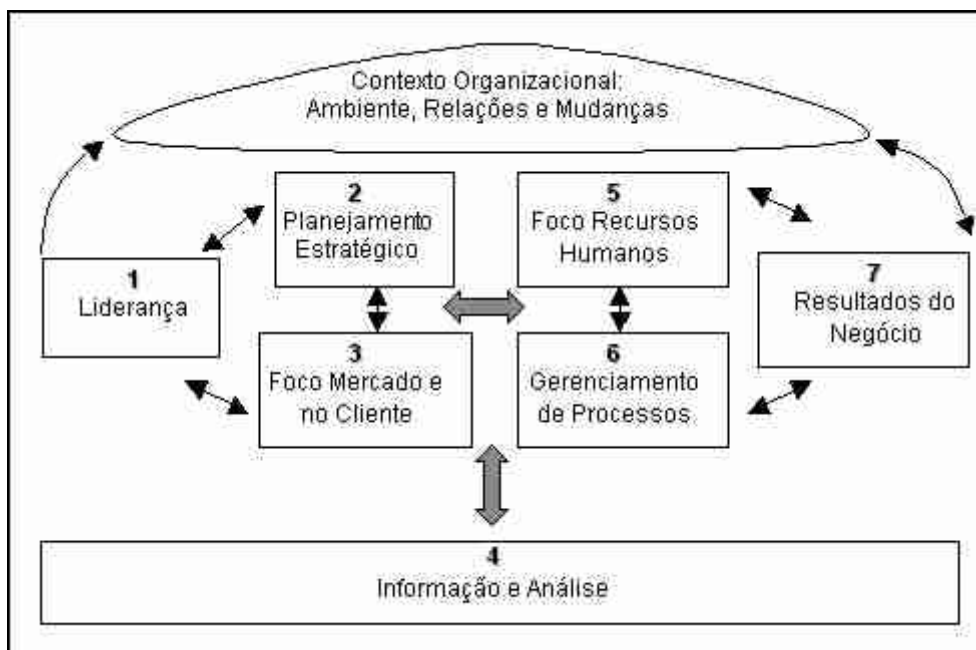 Contexto Organizacional:
Ambiente, Relações e Mudanças
1
Liderança
2
Planejamento
Estratégico
3
Foco Mercado e
no Cliente
5
Foco Recursos
Humanos
6
Gerenciamento
de Processos
7
Resultados do
Negócio
4
Informação e Análise